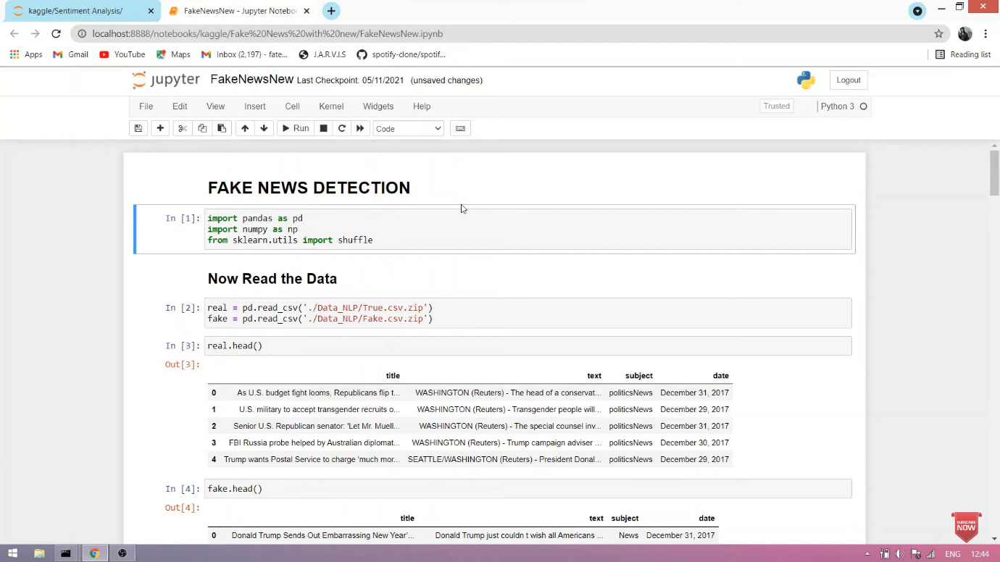 kaggle/Sentiment Analysis/
FakeNewsNew - Jupyter Noteboo
localhost:8888/notebooks/kaggle/Fake%20News%20with%20new/FakeNewsNew.ipynb
Apps Gmail YouTube Maps Inbox (2,197) - fate... J.A.R.V.I.S spotify-clone/spotif... Reading list
jupyter FakeNewsNew Last Checkpoint: 05/11/2021 (unsaved changes) Logout
File Edit View Insert Cell Kernel Widgets Help Trusted Python 3
Run Code
FAKE NEWS DETECTION
In [1]: import pandas as pd
import numpy as np
from sklearn.utils import shuffle
Now Read the Data
In [2]: real = pd.read_csv('./Data_NLP/True.csv.zip')
fake = pd.read_csv('./Data_NLP/Fake.csv.zip')
In [3]: real.head()
Out[3]:
title text subject date
0 As U.S. budget fight looms, Republicans flip t... WASHINGTON (Reuters) - The head of a conservat... politicsNews December 31, 2017
1 U.S. military to accept transgender recruits o... WASHINGTON (Reuters) - Transgender people will... politicsNews December 29, 2017
2 Senior U.S. Republican senator: 'Let Mr. Muell... WASHINGTON (Reuters) - The special counsel inv... politicsNews December 31, 2017
3 FBI Russia probe helped by Australian diplomat... WASHINGTON (Reuters) - Trump campaign adviser ... politicsNews December 30, 2017
4 Trump wants Postal Service to charge 'much mor... SEATTLE/WASHINGTON (Reuters) - President Donal... politicsNews December 29, 2017
In [4]: fake.head()
Out[4]:
title text subject date
0 Donald Trump Sends Out Embarrassing New Year'... Donald Trump just couldn t wish all Americans ... News December 31, 2017
SUBSCRIBE
NOW
ENG 12:44